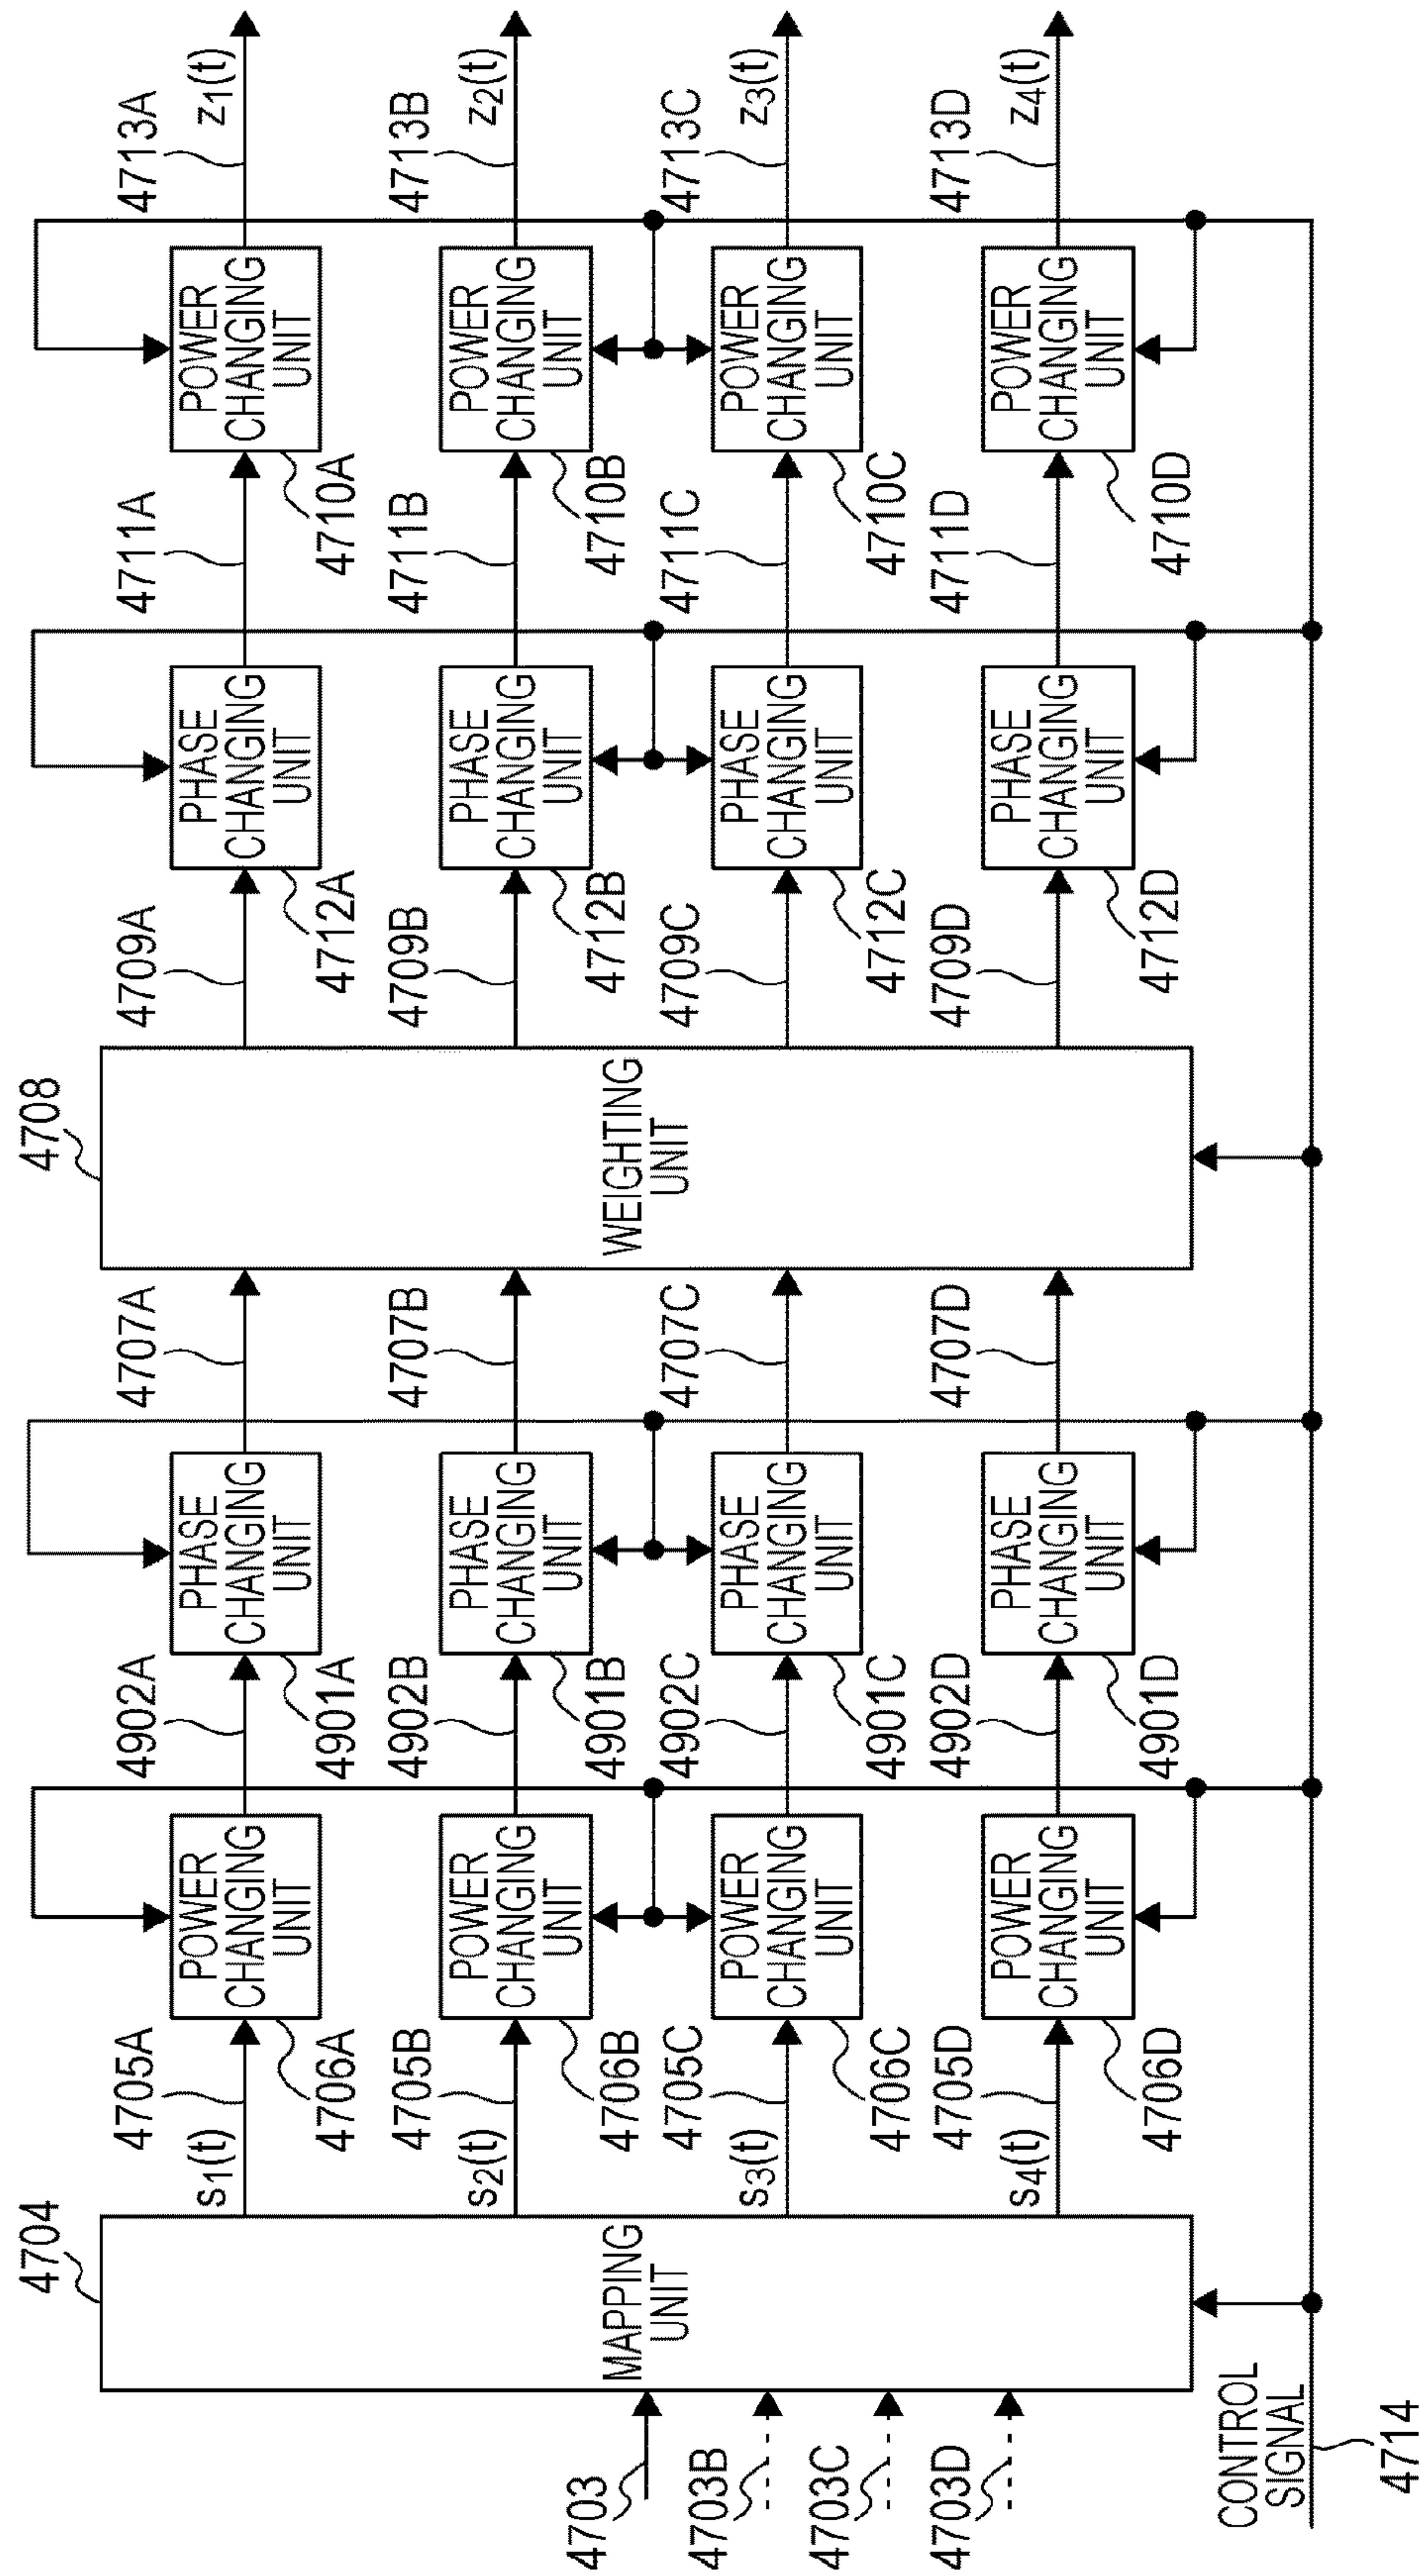 4703
4703B
4703C
4703D
CONTROL
SIGNAL
4714
4704
MAPPING
UNIT
s1(t)
4705A
s2(t)
4705B
s3(t)
4705C
s4(t)
4705D
POWER
CHANGING
UNIT
4706A
POWER
CHANGING
UNIT
4706B
POWER
CHANGING
UNIT
4706C
POWER
CHANGING
UNIT
4706D
4902A
4902B
4902C
4902D
PHASE
CHANGING
UNIT
4901A
PHASE
CHANGING
UNIT
4901B
PHASE
CHANGING
UNIT
4901C
PHASE
CHANGING
UNIT
4901D
4707A
4707B
4707C
4707D
4708
WEIGHTING
UNIT
4709A
4709B
4709C
4709D
PHASE
CHANGING
UNIT
4712A
PHASE
CHANGING
UNIT
4712B
PHASE
CHANGING
UNIT
4712C
PHASE
CHANGING
UNIT
4712D
4711A
4711B
4711C
4711D
POWER
CHANGING
UNIT
4710A
POWER
CHANGING
UNIT
4710B
POWER
CHANGING
UNIT
4710C
POWER
CHANGING
UNIT
4710D
4713A
z1(t)
4713B
z2(t)
4713C
z3(t)
4713D
z4(t)